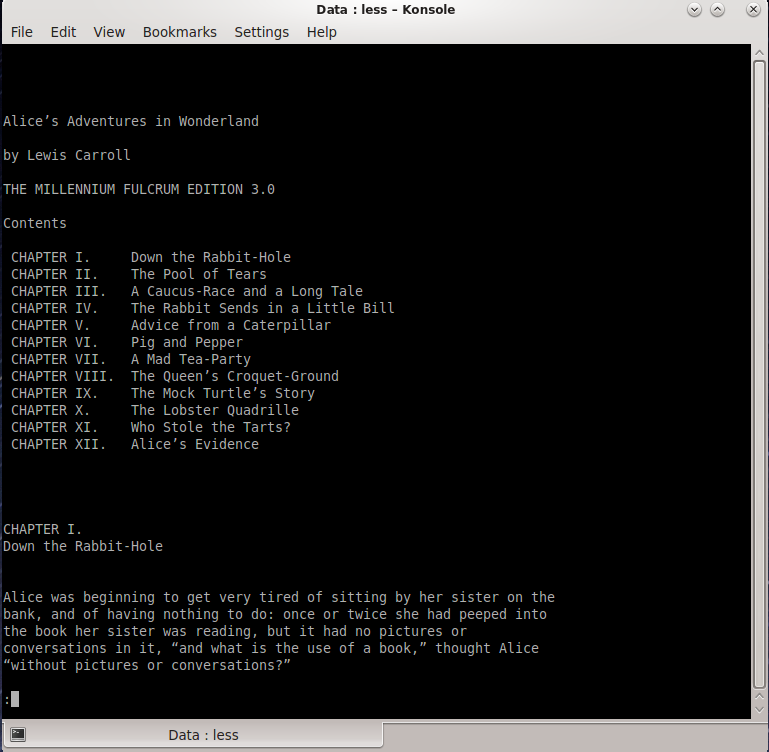 Data : less – Konsole
File Edit View Bookmarks Settings Help
Alice’s Adventures in Wonderland
by Lewis Carroll
THE MILLENNIUM FULCRUM EDITION 3.0
Contents
CHAPTER I. Down the Rabbit-Hole
CHAPTER II. The Pool of Tears
CHAPTER III. A Caucus-Race and a Long Tale
CHAPTER IV. The Rabbit Sends in a Little Bill
CHAPTER V. Advice from a Caterpillar
CHAPTER VI. Pig and Pepper
CHAPTER VII. A Mad Tea-Party
CHAPTER VIII. The Queen’s Croquet-Ground
CHAPTER IX. The Mock Turtle’s Story
CHAPTER X. The Lobster Quadrille
CHAPTER XI. Who Stole the Tarts?
CHAPTER XII. Alice’s Evidence
CHAPTER I.
Down the Rabbit-Hole
Alice was beginning to get very tired of sitting by her sister on the
bank, and of having nothing to do: once or twice she had peeped into
the book her sister was reading, but it had no pictures or
conversations in it, “and what is the use of a book,” thought Alice
“without pictures or conversations?”
:
Data : less